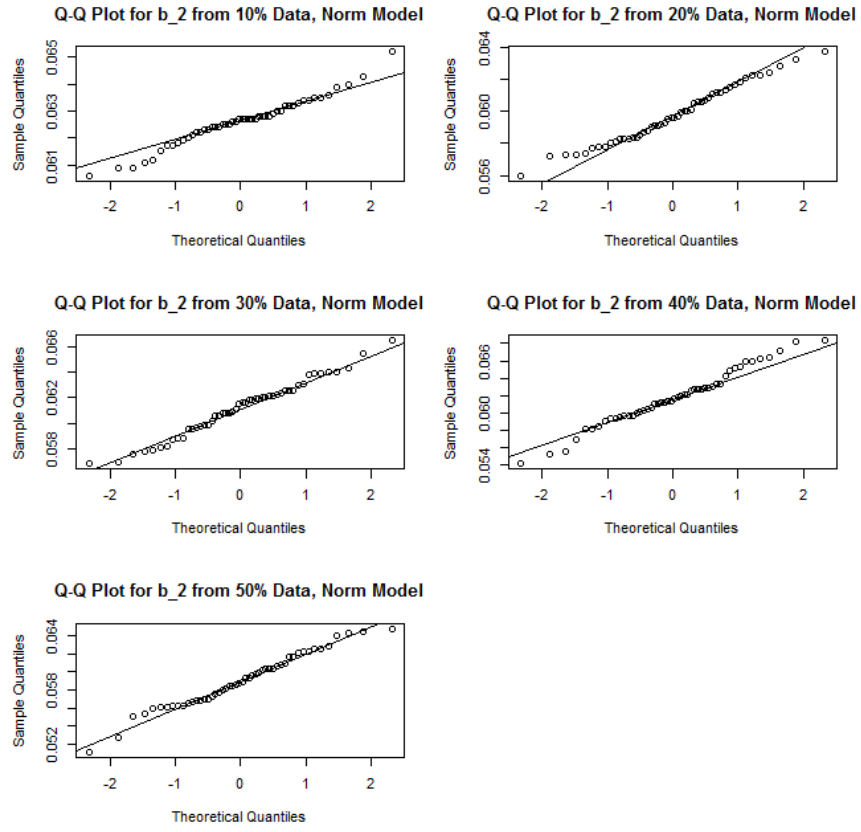 Q-Q Plot for b_2 from 10% Data, Norm Model
Sample Quantiles
0.065
0.063
0.061
-2 -1 0 1 2
Theoretical Quantiles
Q-Q Plot for b_2 from 20% Data, Norm Model
Sample Quantiles
0.064
0.060
0.056
-2 -1 0 1 2
Theoretical Quantiles
Q-Q Plot for b_2 from 30% Data, Norm Model
Sample Quantiles
0.066
0.062
0.058
-2 -1 0 1 2
Theoretical Quantiles
Q-Q Plot for b_2 from 40% Data, Norm Model
Sample Quantiles
0.066
0.060
0.054
-2 -1 0 1 2
Theoretical Quantiles
Q-Q Plot for b_2 from 50% Data, Norm Model
Sample Quantiles
0.064
0.058
0.052
-2 -1 0 1 2
Theoretical Quantiles